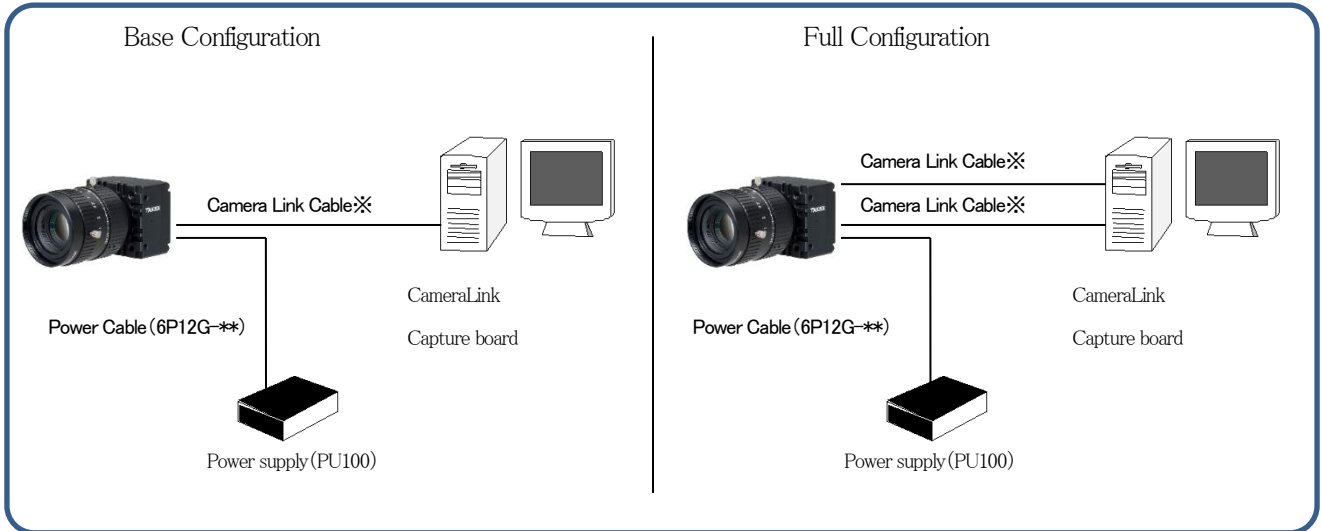 Base Configuration
Camera Link Cable※
CameraLink
Capture board
Power Cable(6P12G-**)
Power supply(PU100)
Full Configuration
Camera Link Cable※
Camera Link Cable※
CameraLink
Capture board
Power Cable(6P12G-**)
Power supply(PU100)